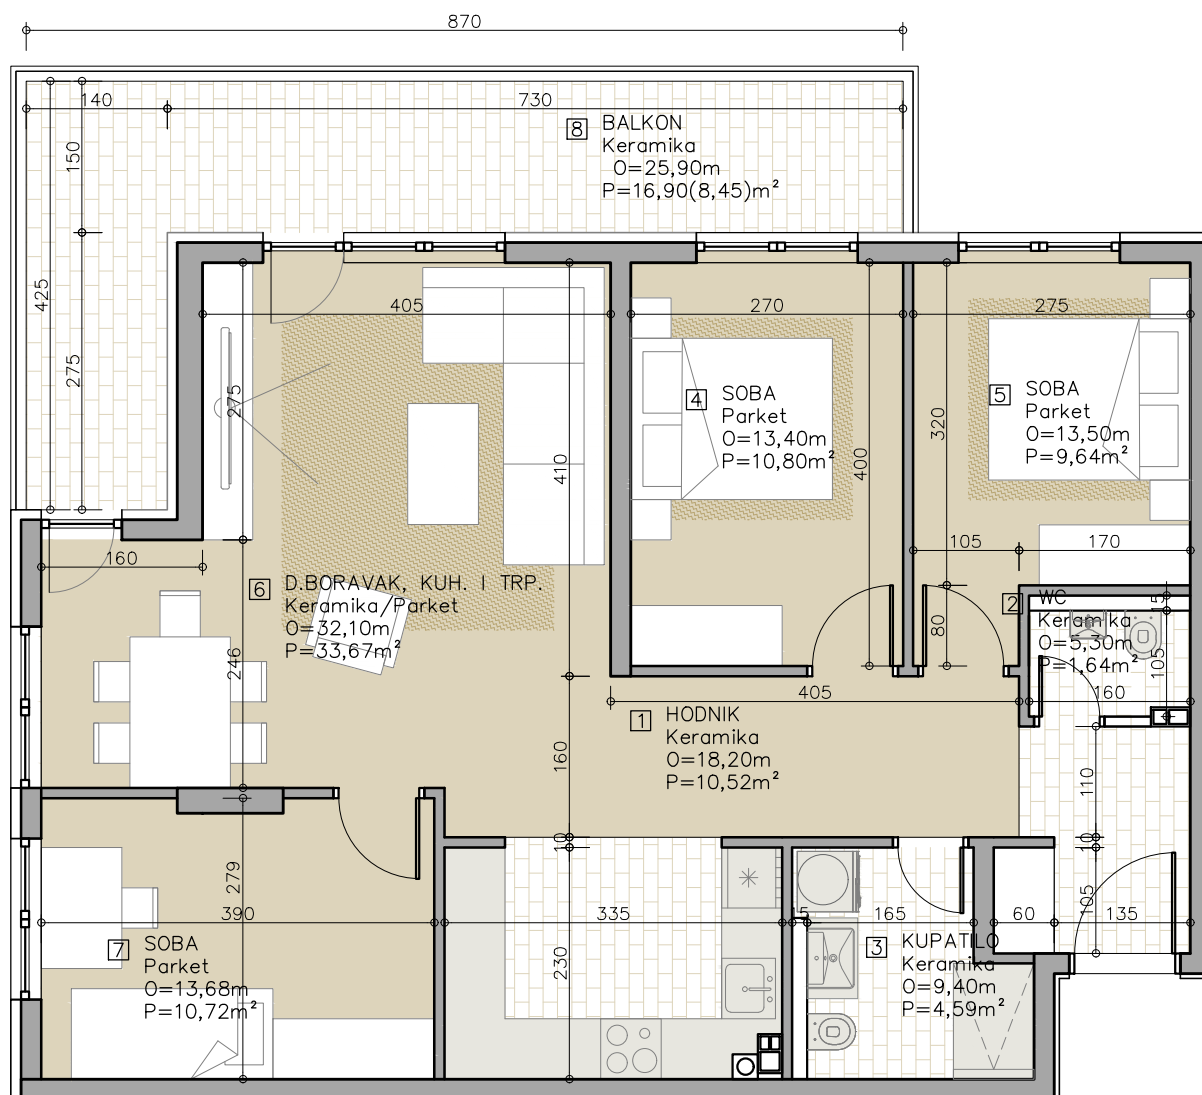 870
140
730
8 BALKON
Keramika
O=25,90m
P=16,90(8,45)m²
150
425
275
405
270
275
275
410
400
320
4 SOBA
Parket
O=13,40m
P=10,80m²
5 SOBA
Parket
O=13,50m
P=9,64m²
160
105
170
6 D.BORAVAK, KUH. I TRP.
Keramika/Parket
O=32,10m
P=33,67m²
2 WC
Keramika
O=5,30m
P=1,64m²
15
80
105
246
405
160
1 HODNIK
Keramika
O=18,20m
P=10,52m²
160
110
10
10
279
105
390
335
15
165
60
135
230
7 SOBA
Parket
O=13,68m
P=10,72m²
3 KUPATILO
Keramika
O=9,40m
P=4,59m²